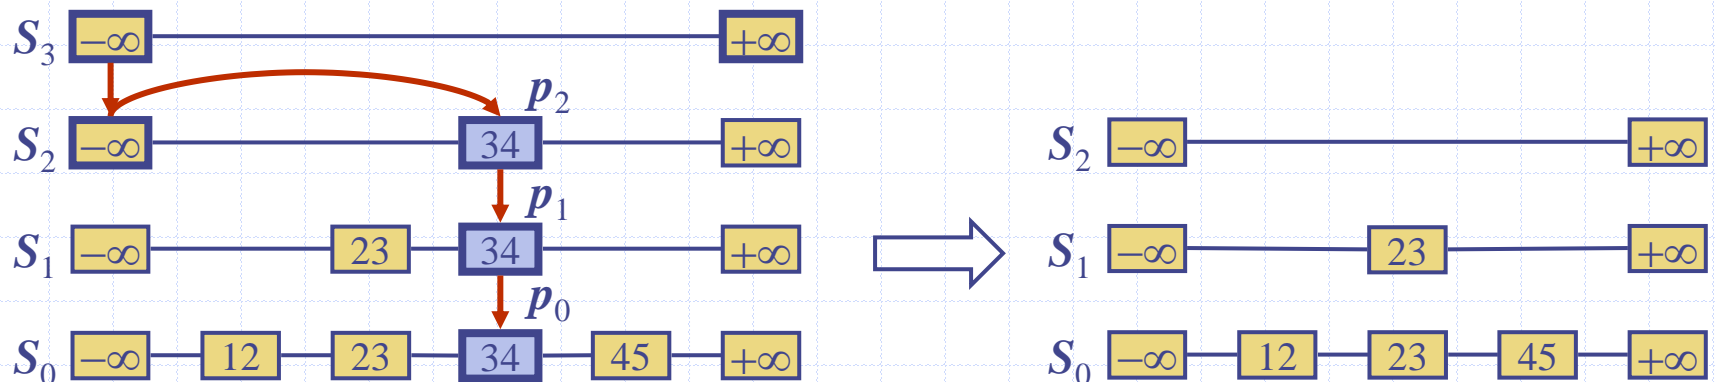 S3 −∞ +∞
p2
S2 −∞ 34 +∞ S2 −∞ +∞
p1
S1 −∞ 23 34 +∞ S1 −∞ 23 +∞
p0
S0 −∞ 12 23 34 45 +∞ S0 −∞ 12 23 45 +∞